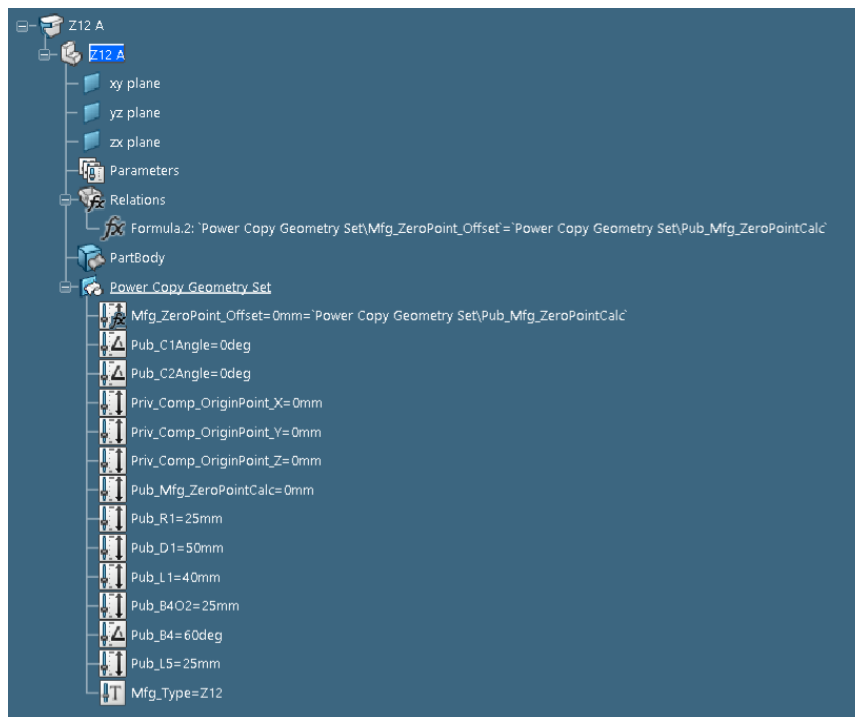 Z12 A
Z12 A
xy plane
yz plane
zx plane
Parameters
Relations
Formula.2: `Power Copy Geometry Set\Mfg_ZeroPoint_Offset`=`Power Copy Geometry Set\Pub_Mfg_ZeroPointCalc`
PartBody
Power Copy Geometry Set
Mfg_ZeroPoint_Offset=0mm=`Power Copy Geometry Set\Pub_Mfg_ZeroPointCalc`
Pub_C1Angle=0deg
Pub_C2Angle=0deg
Priv_Comp_OriginPoint_X=0mm
Priv_Comp_OriginPoint_Y=0mm
Priv_Comp_OriginPoint_Z=0mm
Pub_Mfg_ZeroPointCalc=0mm
Pub_R1=25mm
Pub_D1=50mm
Pub_L1=40mm
Pub_B4O2=25mm
Pub_B4=60deg
Pub_L5=25mm
Mfg_Type=Z12